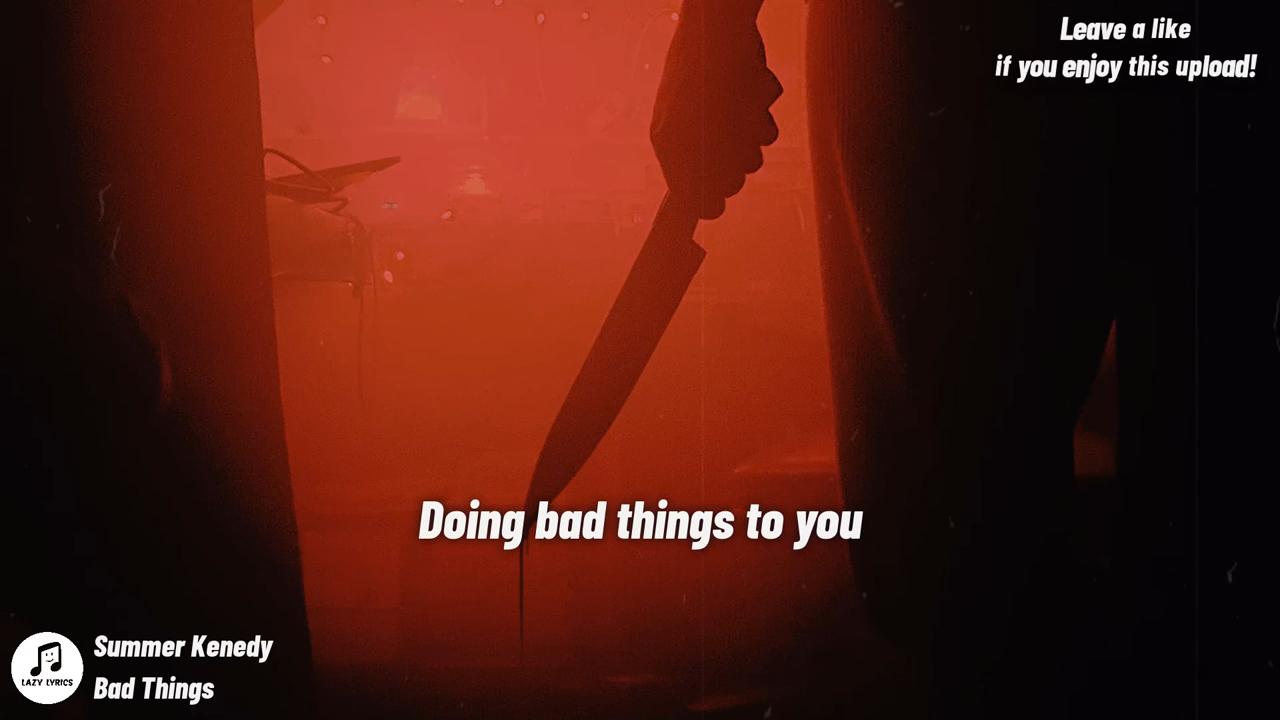 Leave a like
if you enjoy this upload!
Doing bad things to you
Summer Kenedy
Bad Things
LAZY LYRICS